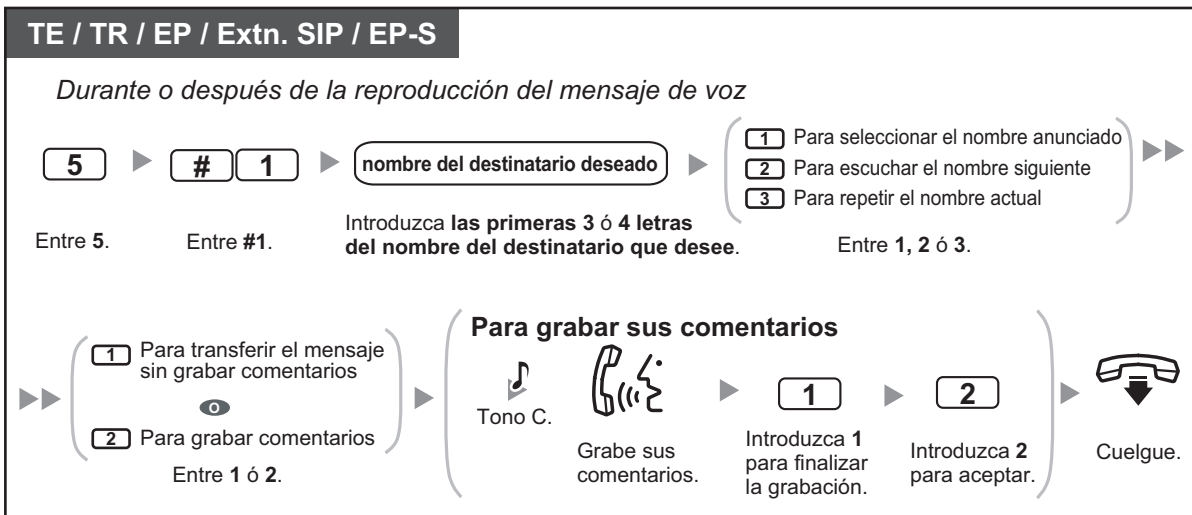 TE / TR / EP / Extn. SIP / EP-S
Durante o después de la reproducción del mensaje de voz
5
Entre 5.
# 1
Entre #1.
nombre del destinatario deseado
Introduzca las primeras 3 ó 4 letras
del nombre del destinatario que desee.
1 Para seleccionar el nombre anunciado
2 Para escuchar el nombre siguiente
3 Para repetir el nombre actual
Entre 1, 2 ó 3.
1 Para transferir el mensaje
sin grabar comentarios
O
2 Para grabar comentarios
Entre 1 ó 2.
Para grabar sus comentarios
Tono C.
Grabe sus
comentarios.
1
Introduzca 1
para finalizar
la grabación.
2
Introduzca 2
para aceptar.
Cuelgue.